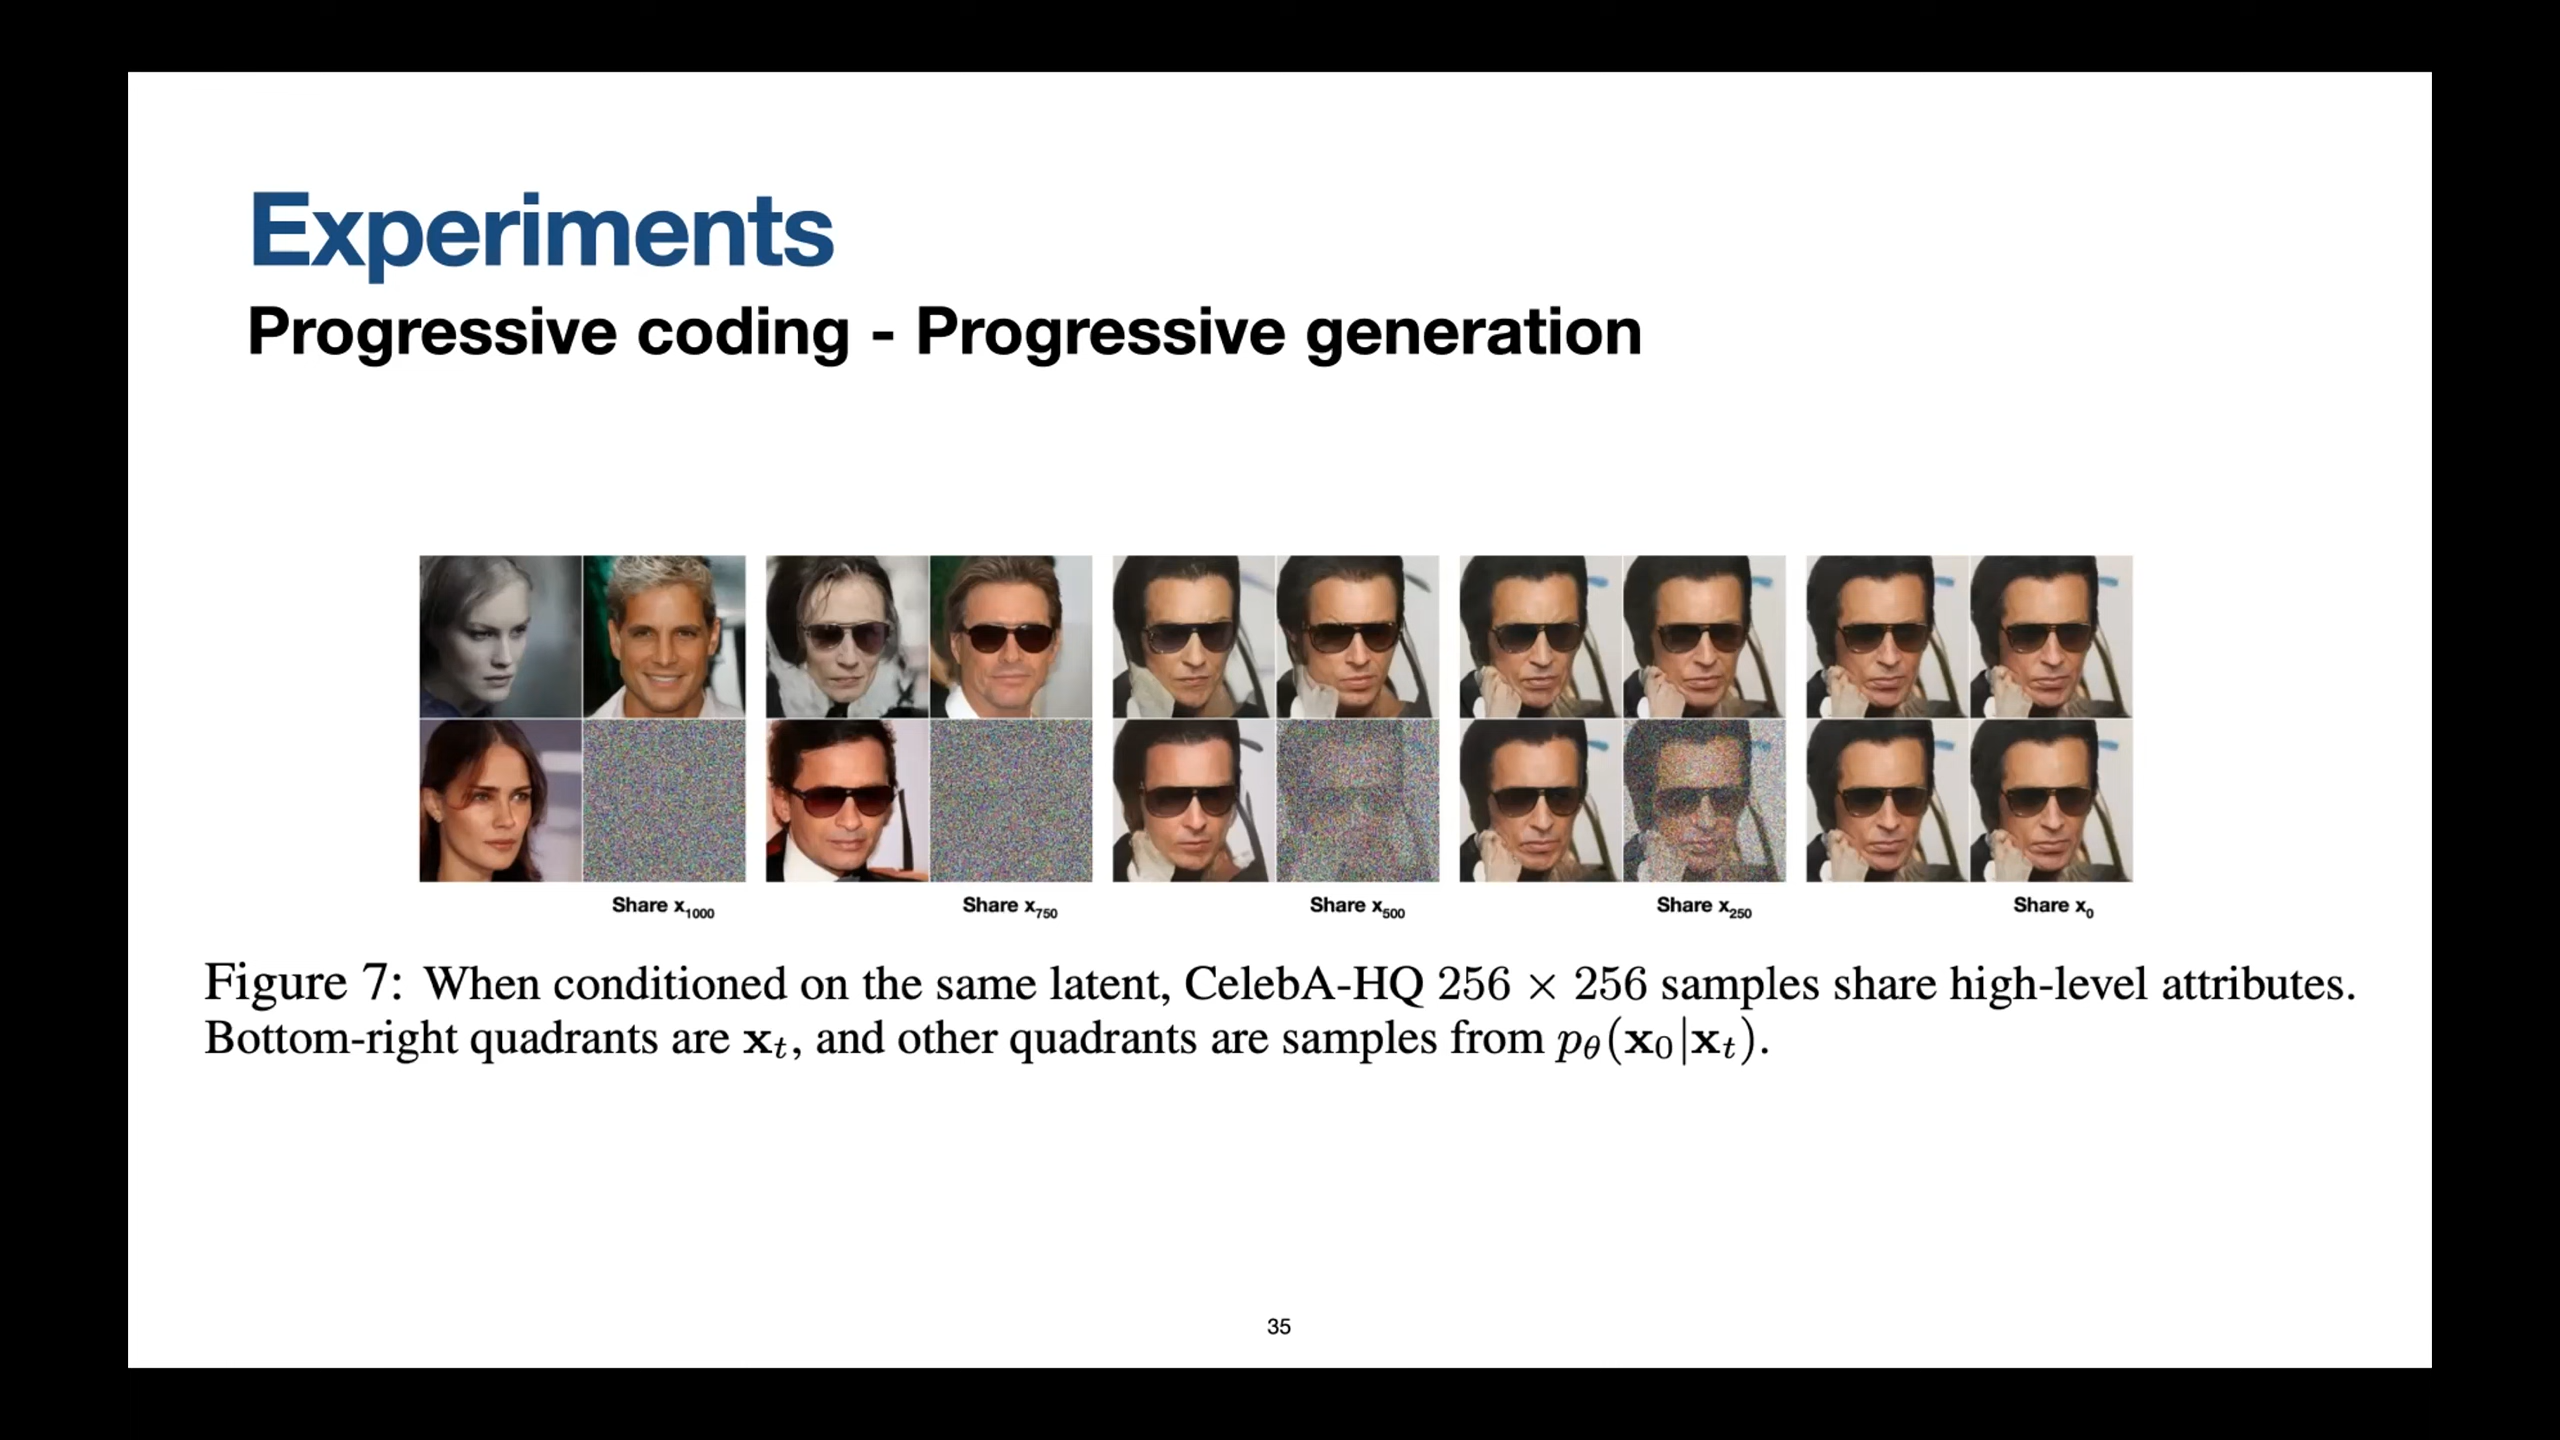 Experiments
Progressive coding - Progressive generation
Share x₁₀₀₀ Share x₇₅₀ Share x₅₀₀ Share x₂₅₀ Share x₀
Figure 7: When conditioned on the same latent, CelebA-HQ 256 × 256 samples share high-level attributes.
Bottom-right quadrants are xₜ, and other quadrants are samples from pθ(x₀|xₜ).
35